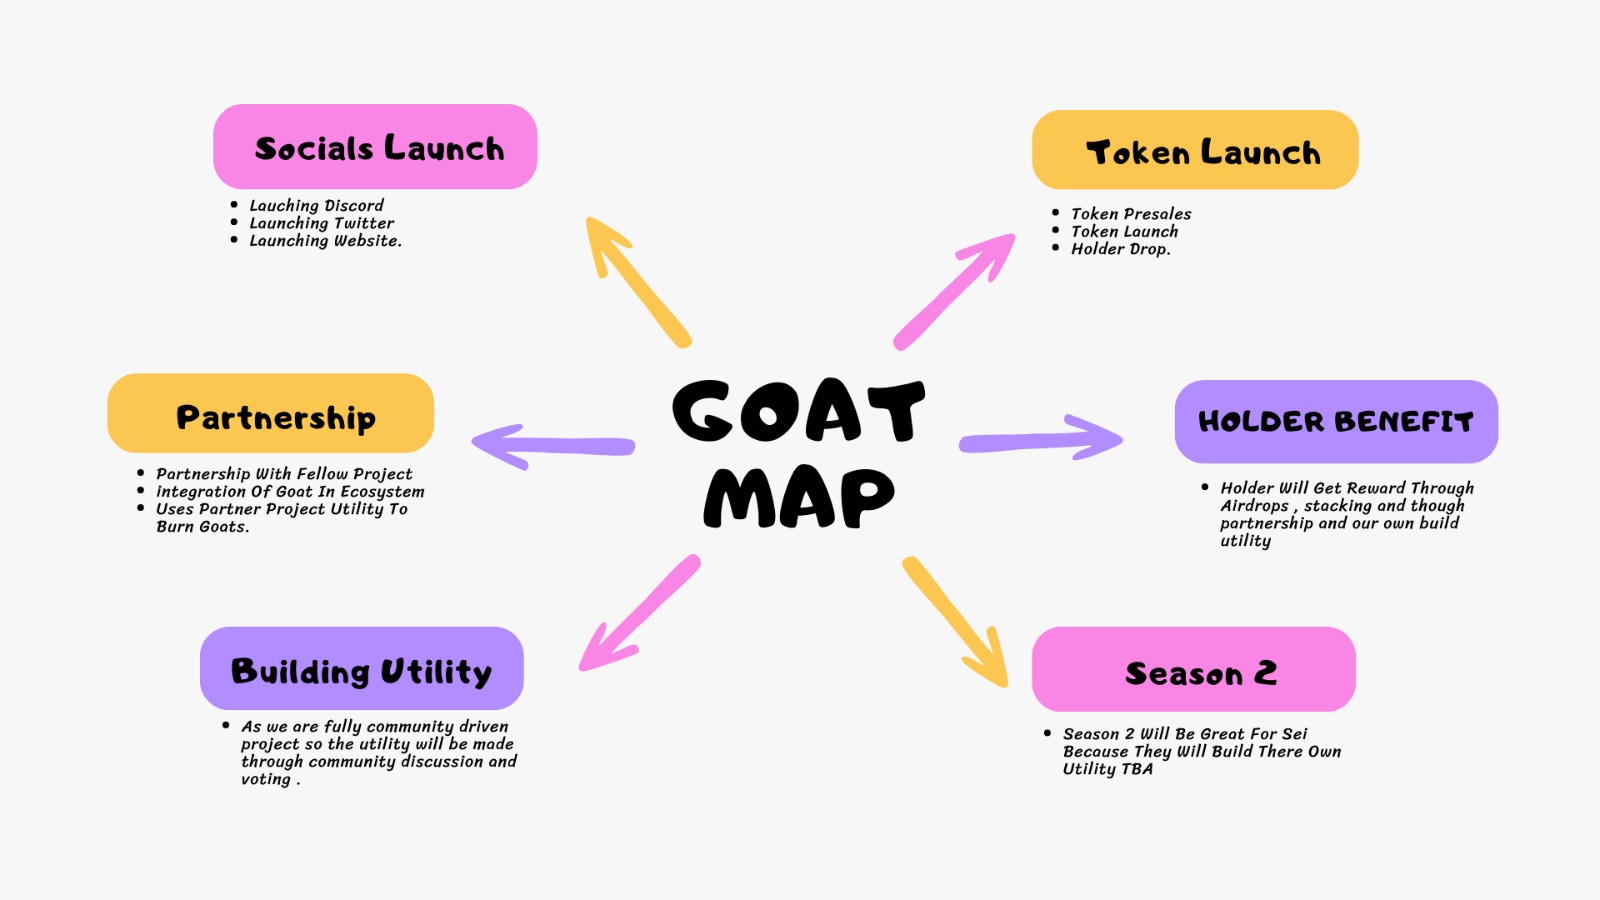 Socials Launch
Lauching Discord
Launching Twitter
Launching Website.
Token Launch
Token Presales
Token Launch
Holder Drop.
GOAT
MAP
Partnership
Partnership With Fellow Project
integration Of Goat In Ecosystem
Uses Partner Project Utility To
Burn Goats.
HOLDER BENEFIT
Holder Will Get Reward Through
Airdrops , stacking and though
partnership and our own build
utility
Building Utility
As we are fully community driven
project so the utility will be made
through community discussion and
voting .
Season 2
Season 2 Will Be Great For Sei
Because They Will Build There Own
Utility TBA